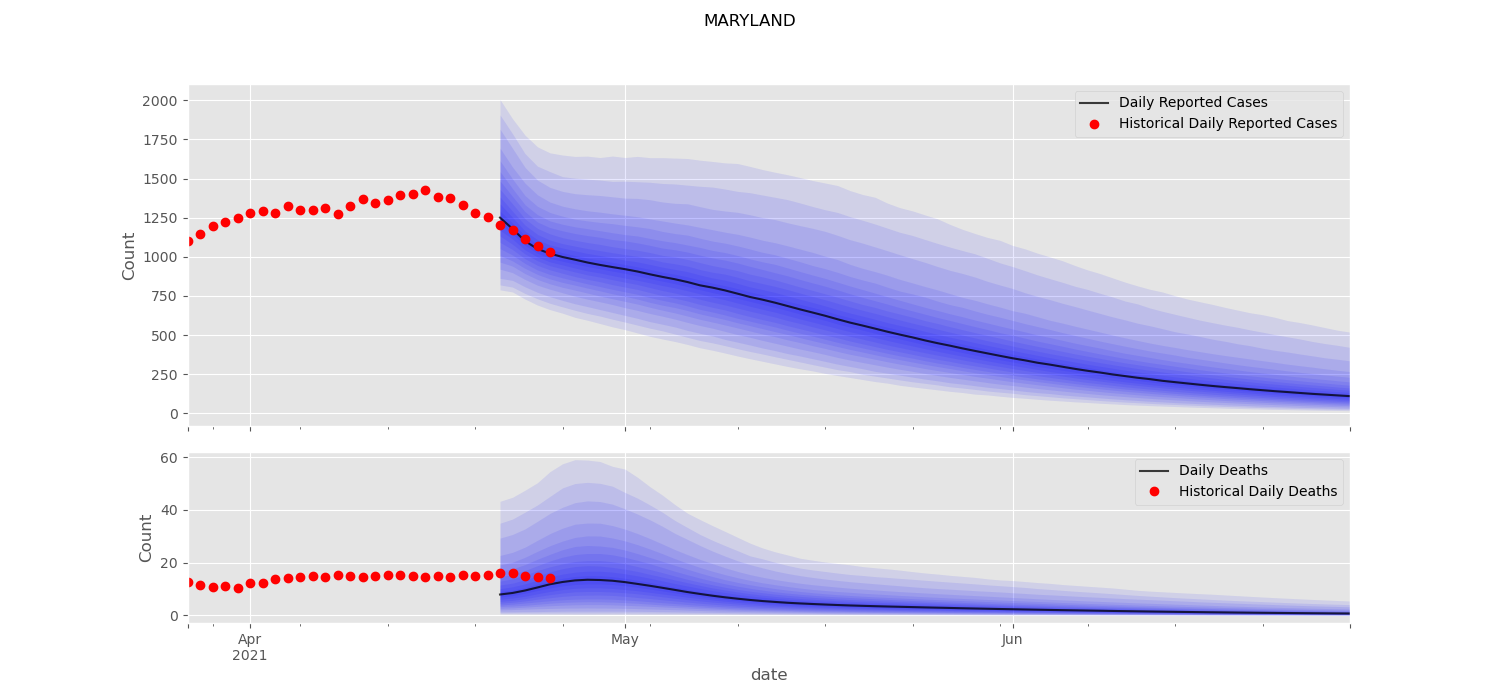 MARYLAND
2000
1750
1500
1250
1000
750
500
250
0
Count
Daily Reported Cases
Historical Daily Reported Cases
60
40
20
0
Count
Daily Deaths
Historical Daily Deaths
Apr
2021
May
Jun
date